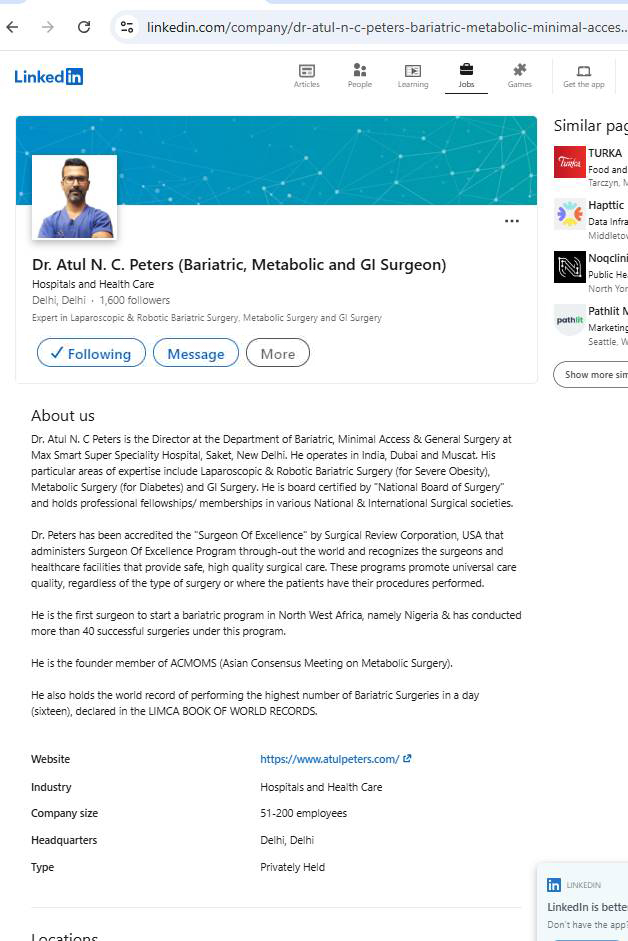 linkedin.com/company/dr-atul-n-c-peters-bariatric-metabolic-minimal-acces...
Linkedin
Articles
People
Learning
Jobs
Games
Get the app
Dr. Atul N. C. Peters (Bariatric, Metabolic and GI Surgeon)
Hospitals and Health Care
Delhi, Delhi · 1,600 followers
Expert in Laparoscopic & Robotic Bariatric Surgery, Metabolic Surgery and GI Surgery
Following
Message
More
About us
Dr. Atul N. C Peters is the Director at the Department of Bariatric, Minimal Access & General Surgery at
Max Smart Super Speciality Hospital, Saket, New Delhi. He operates in India, Dubai and Muscat. His
particular areas of expertise include Laparoscopic & Robotic Bariatric Surgery (for Severe Obesity),
Metabolic Surgery (for Diabetes) and GI Surgery. He is board certified by "National Board of Surgery"
and holds professional fellowships/ memberships in various National & International Surgical societies.
Dr. Peters has been accredited the "Surgeon Of Excellence" by Surgical Review Corporation, USA that
administers Surgeon Of Excellence Program through-out the world and recognizes the surgeons and
healthcare facilities that provide safe, high quality surgical care. These programs promote universal care
quality, regardless of the type of surgery or where the patients have their procedures performed.
He is the first surgeon to start a bariatric program in North West Africa, namely Nigeria & has conducted
more than 40 successful surgeries under this program.
He is the founder member of ACMOMS (Asian Consensus Meeting on Metabolic Surgery).
He also holds the world record of performing the highest number of Bariatric Surgeries in a day
(sixteen), declared in the LIMCA BOOK OF WORLD RECORDS.
Website
https://www.atulpeters.com/
Industry
Hospitals and Health Care
Company size
51-200 employees
Headquarters
Delhi, Delhi
Type
Privately Held
Locations
Similar pag
Turka
TURKA
Food and
Tarczyn, M
Hapttic
Data Infra
Middletow
Noqclini
Public He
North Yor
pathlit
Pathlit M
Marketing
Seattle, W
Show more sim
in LINKEDIN
LinkedIn is bette
Don't have the app?